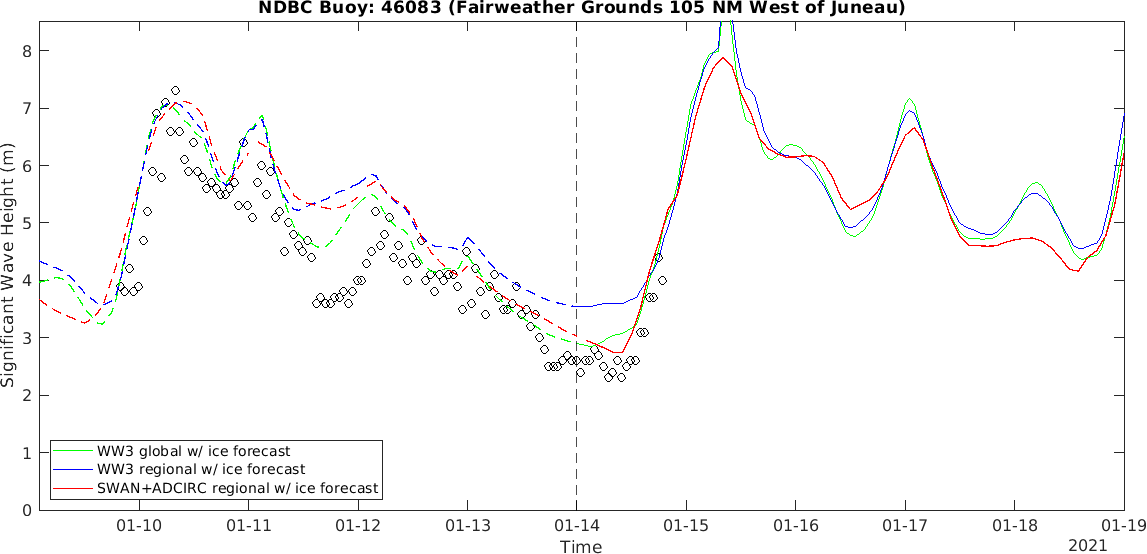 NDBC Buoy: 46083 (Fairweather Grounds 105 NM West of Juneau)
8
7
6
5
4
3
2
1
0
Significant Wave Height (m)
WW3 global w/ ice forecast
WW3 regional w/ ice forecast
SWAN+ADCIRC regional w/ ice forecast
01-10 01-11 01-12 01-13 01-14 01-15 01-16 01-17 01-18 01-19
Time
2021